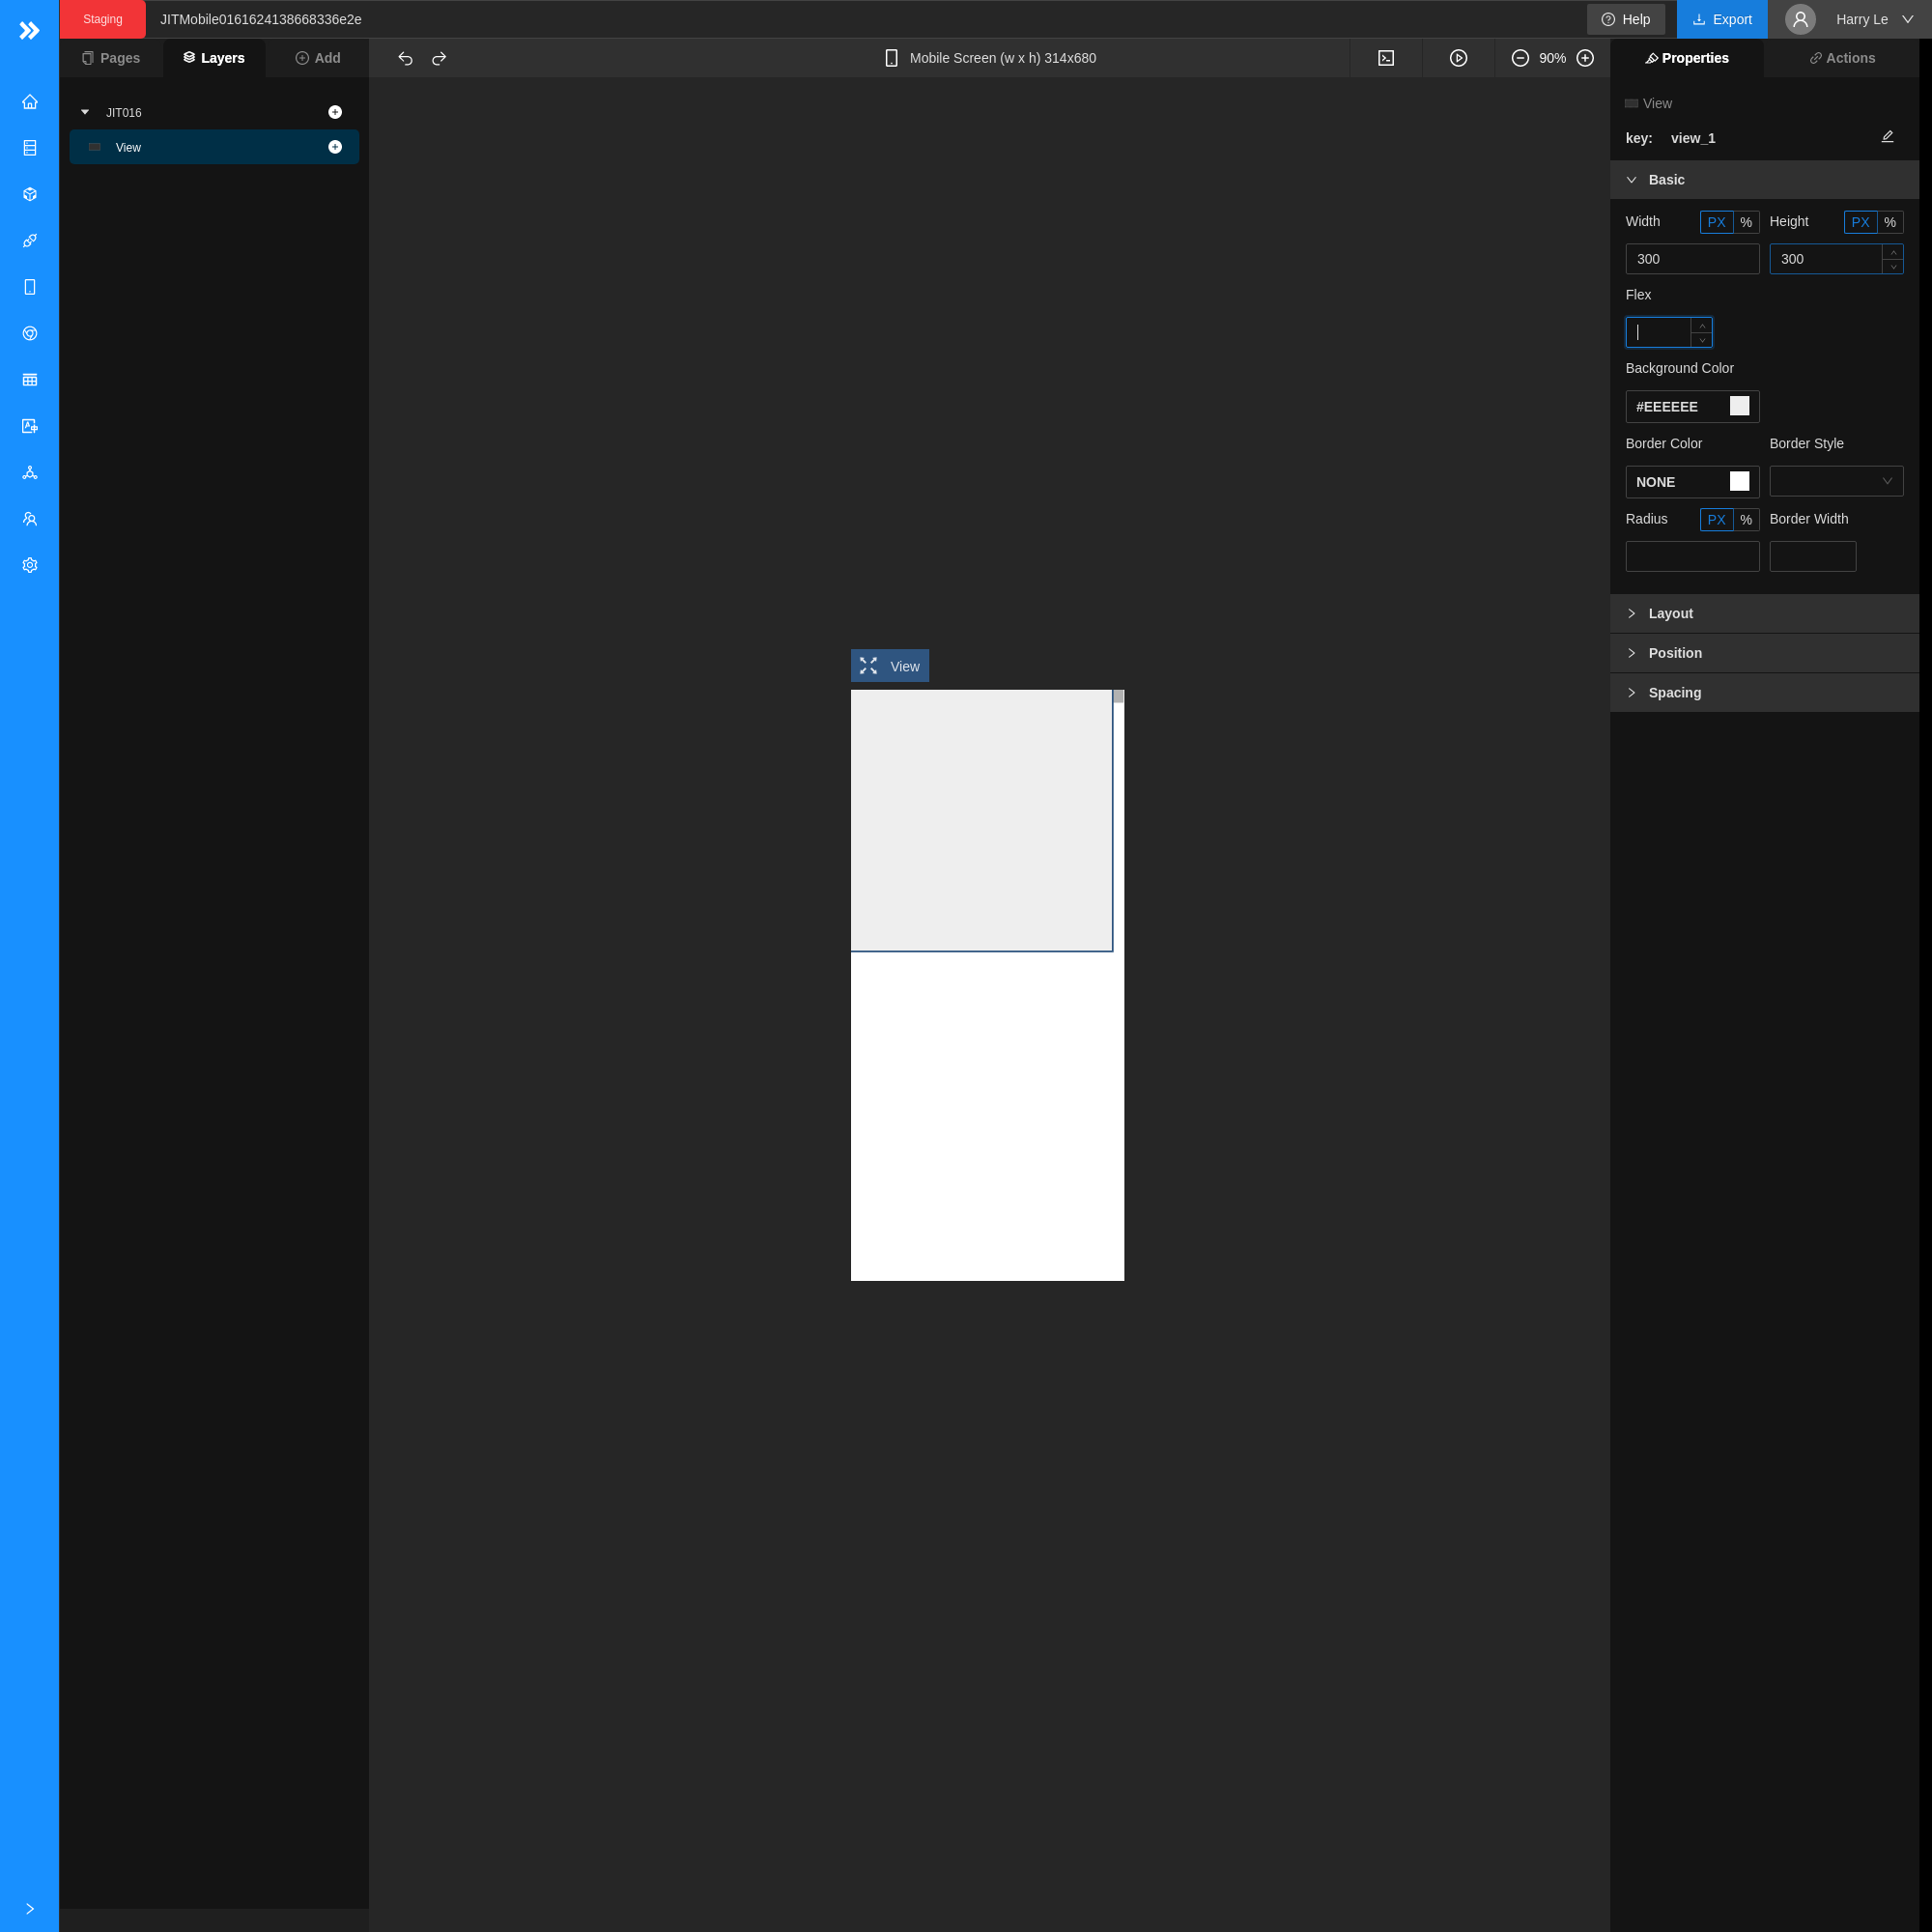 Staging
JITMobile0161624138668336e2e
Help
Export
Harry Le
Pages
Layers
Add
Mobile Screen (w x h) 314x680
90%
Properties
Actions
JIT016
View
View
key: view_1
Basic
Width PX % Height PX %
300 300
Flex
Background Color
#EEEEEE
Border Color Border Style
NONE
Radius PX % Border Width
Layout
Position
Spacing
View